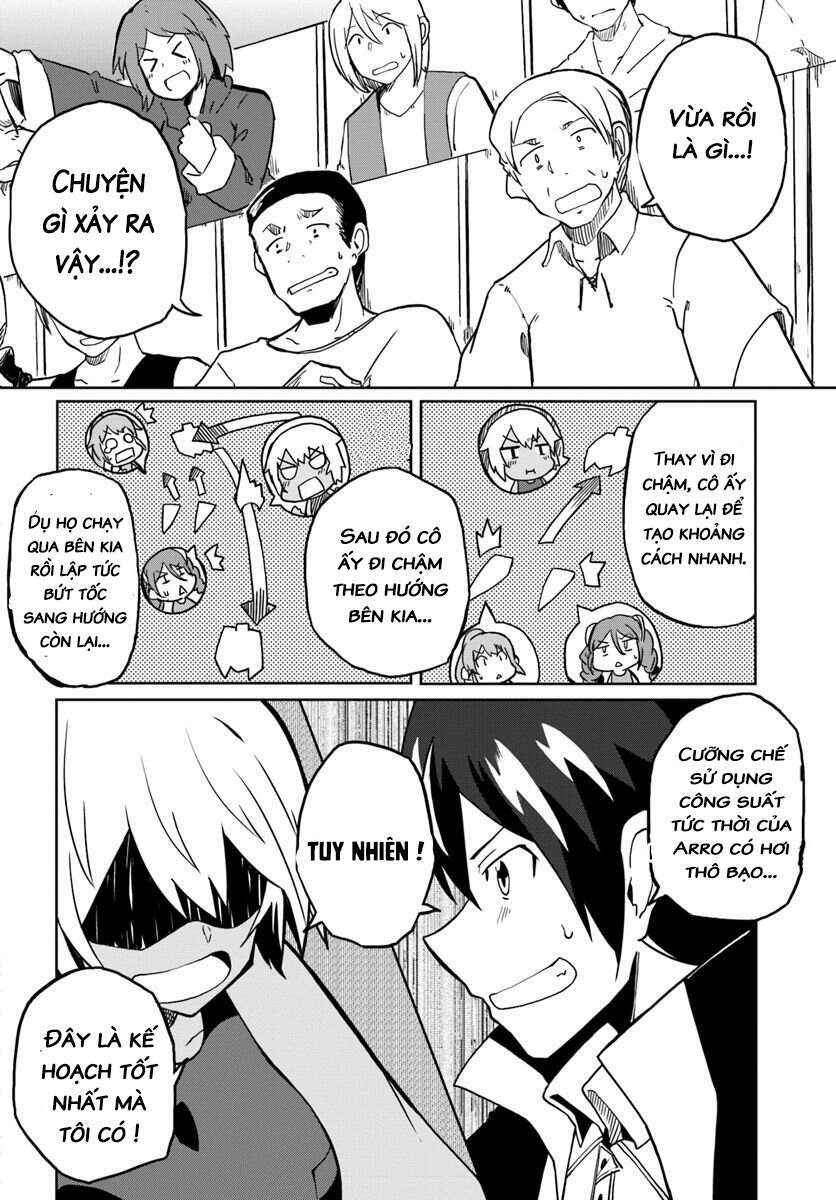 Vừa rồi
là gì...!
Chuyện
gì xảy ra
vậy...!?
Thay vì đi
chậm, cô ấy
quay lại để
tạo khoảng
cách nhanh.
Sau đó cô
ấy đi chậm
theo hướng
bên kia...
Dụ họ chạy
qua bên kia
rồi lập tức
bứt tốc
sang hướng
còn lại...
Cưỡng chế
sử dụng
công suất
tức thời của
Arro có hơi
thô bạo...
TUY NHIÊN !
Đây là kế
hoạch tốt
nhất mà
tôi có !